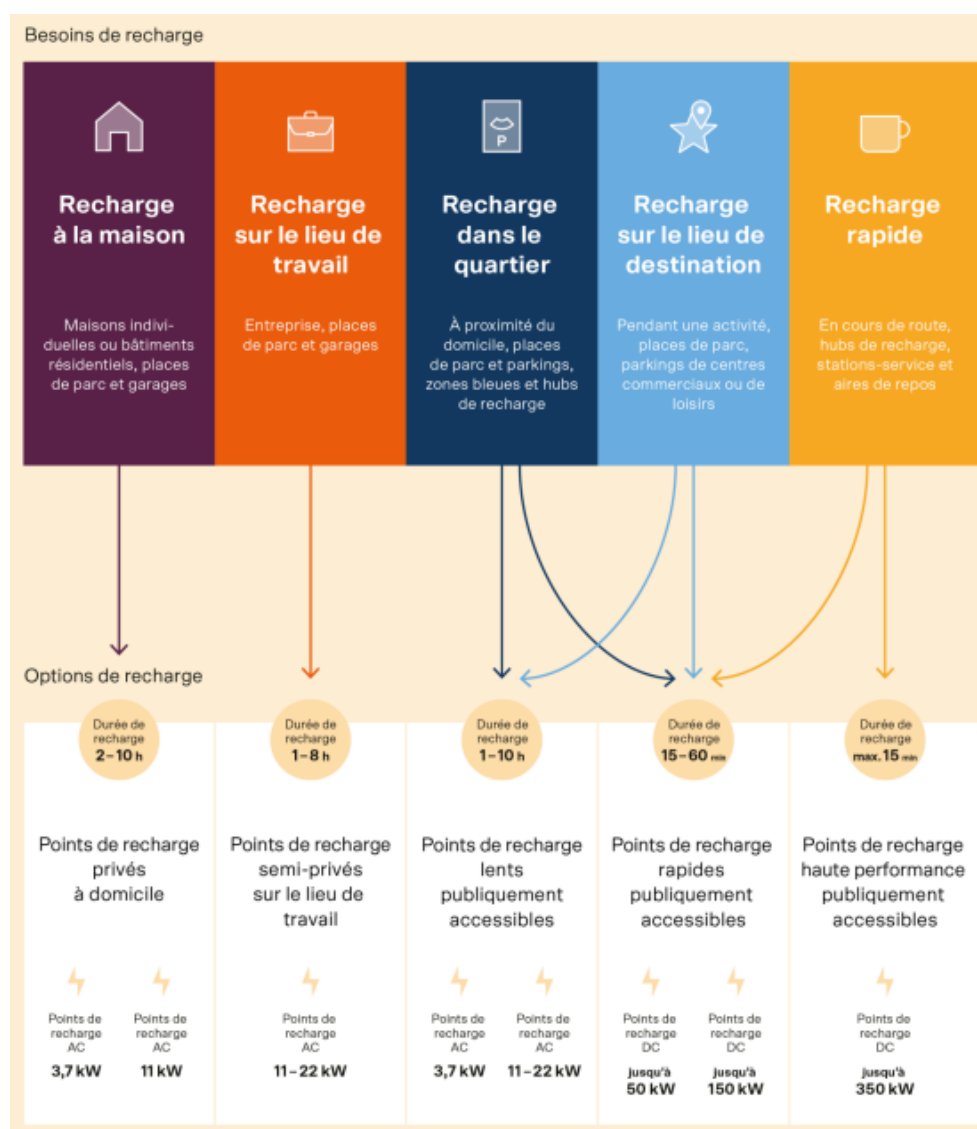 Besoins de recharge
P
Recharge
à la maison
Maisons indivi-
duelles ou bâtiments
résidentiels, places
de parc et garages
Recharge
sur le lieu de
travail
Entreprise, places
de parc et garages
Recharge
dans le
quartier
À proximité du
domicile, places
de parc et parkings,
zones bleues et hubs
de recharge
Recharge
sur le lieu de
destination
Pendant une activité,
places de parc,
parkings de centres
commerciaux ou de
loisirs
Recharge
rapide
En cours de route,
hubs de recharge,
stations-service et
aires de repos
Options de recharge
Durée de
recharge
2–10 h
Points de recharge
privés
à domicile
Points de
recharge
AC
3,7 kW
Points de
recharge
AC
11 kW
Durée de
recharge
1–8 h
Points de recharge
semi-privés
sur le lieu de
travail
Points de
recharge
AC
11–22 kW
Durée de
recharge
1–10 h
Points de recharge
lents
publiquement
accessibles
Points de
recharge
AC
3,7 kW
Points de
recharge
AC
11–22 kW
Durée de
recharge
15–60 min
Points de recharge
rapides
publiquement
accessibles
Points de
recharge
DC
jusqu'à
50 kW
Points de
recharge
DC
jusqu'à
150 kW
Durée de
recharge
max. 15 min
Points de recharge
haute performance
publiquement
accessibles
Points de
recharge
DC
jusqu'à
350 kW